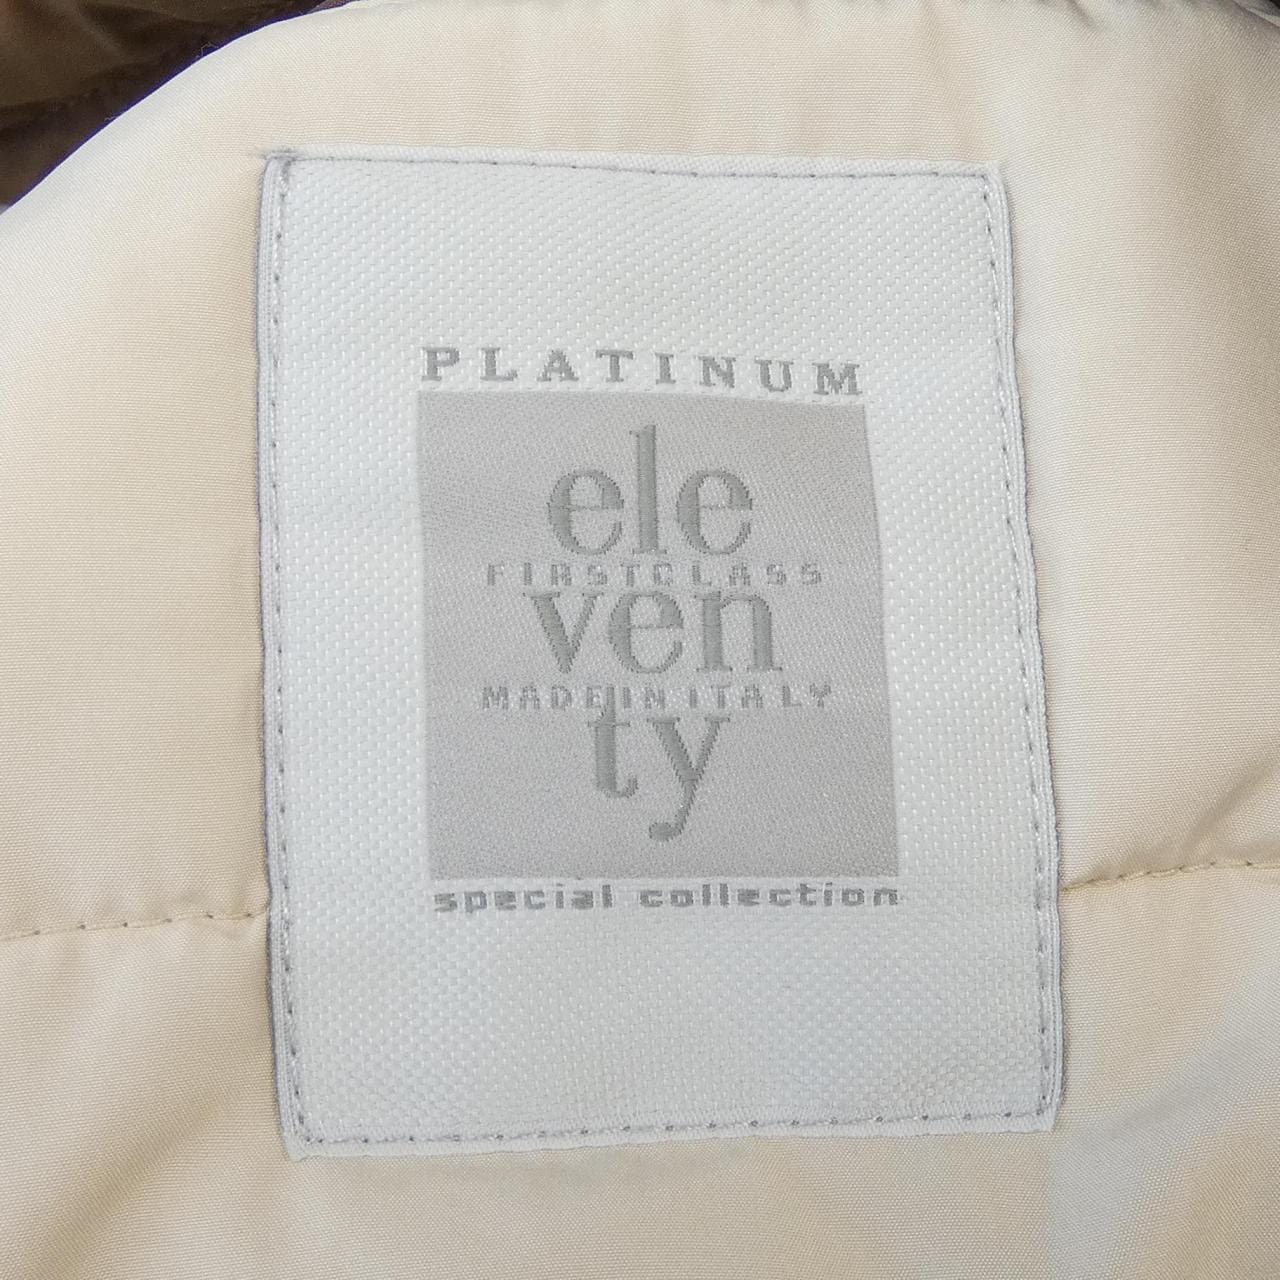 PLATINUM
ele
FIRSTCLASS
ven
MADE IN ITALY
ty
special collection